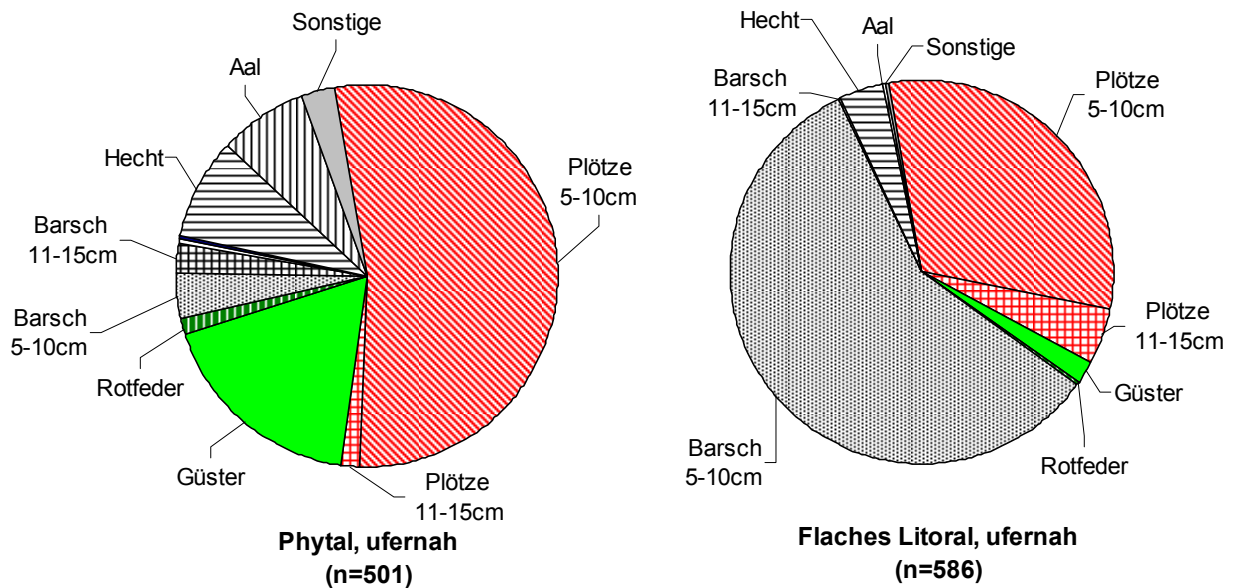 Sonstige
Aal
Hecht
Barsch
11-15cm
Barsch
5-10cm
Rotfeder
Güster
Plötze
11-15cm
Plötze
5-10cm
Phytal, ufernah
(n=501)
Hecht
Aal
Sonstige
Barsch
11-15cm
Plötze
5-10cm
Plötze
11-15cm
Güster
Rotfeder
Barsch
5-10cm
Flaches Litoral, ufernah
(n=586)